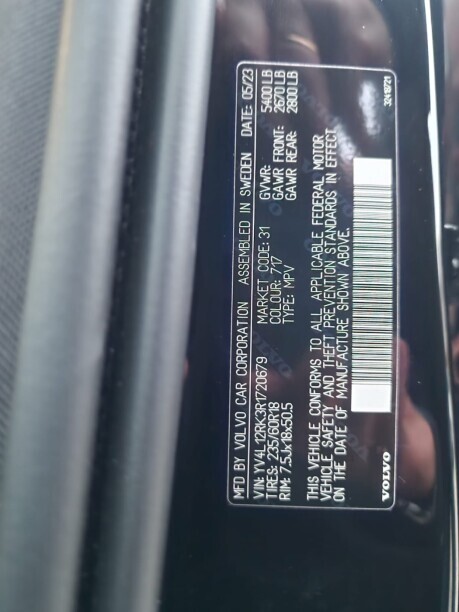 MFD BY VOLVO CAR CORPORATION ASSEMBLED IN SWEDEN DATE: 05/23
VIN: YV4L12RK3R1720679 MARKET CODE: 31 GVWR: 5400 LB
TIRES: 235/60R18 COLOUR: 717 GAWR FRONT: 2670 LB
RIM: 7.5Jx18x50.5 TYPE: MPV GAWR REAR: 2800 LB
THIS VEHICLE CONFORMS TO ALL APPLICABLE FEDERAL MOTOR
VEHICLE SAFETY AND THEFT PREVENTION STANDARDS IN EFFECT
ON THE DATE OF MANUFACTURE SHOWN ABOVE.
VOLVO 32418721